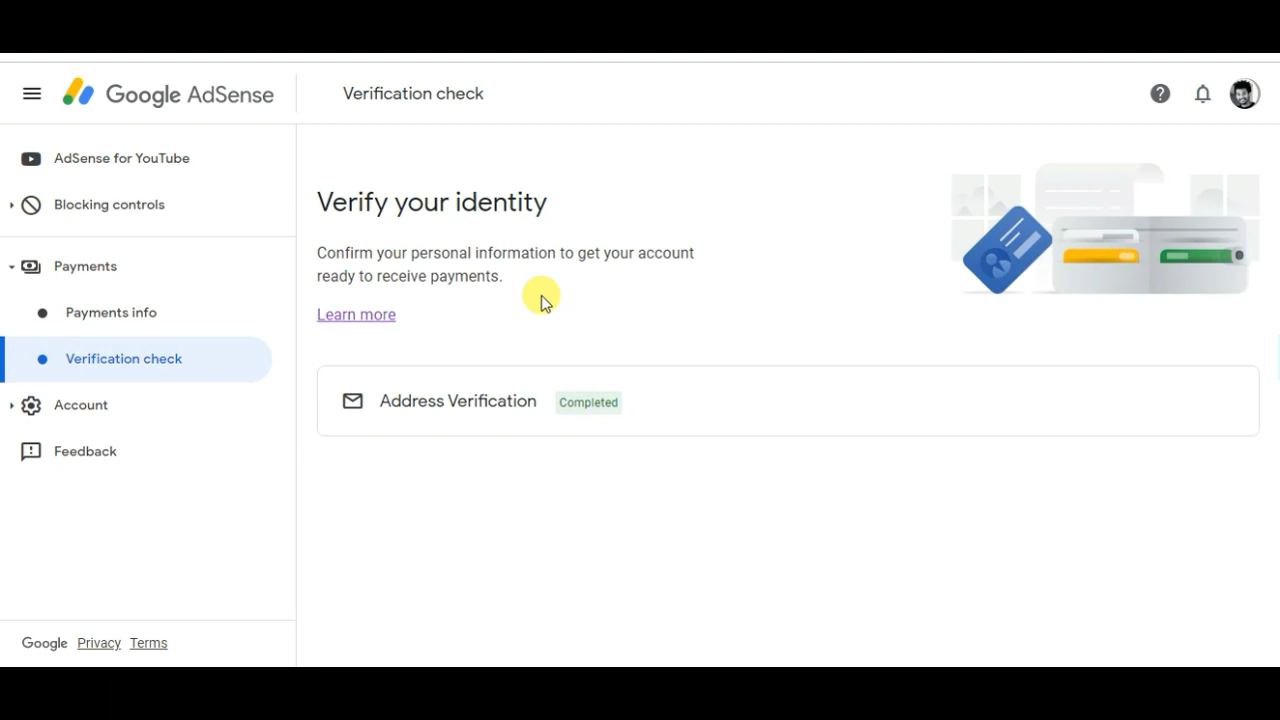 Google AdSense
Verification check
AdSense for YouTube
Blocking controls
Payments
Payments info
Verification check
Account
Feedback
Google Privacy Terms
Verify your identity
Confirm your personal information to get your account
ready to receive payments.
Learn more
Address Verification Completed